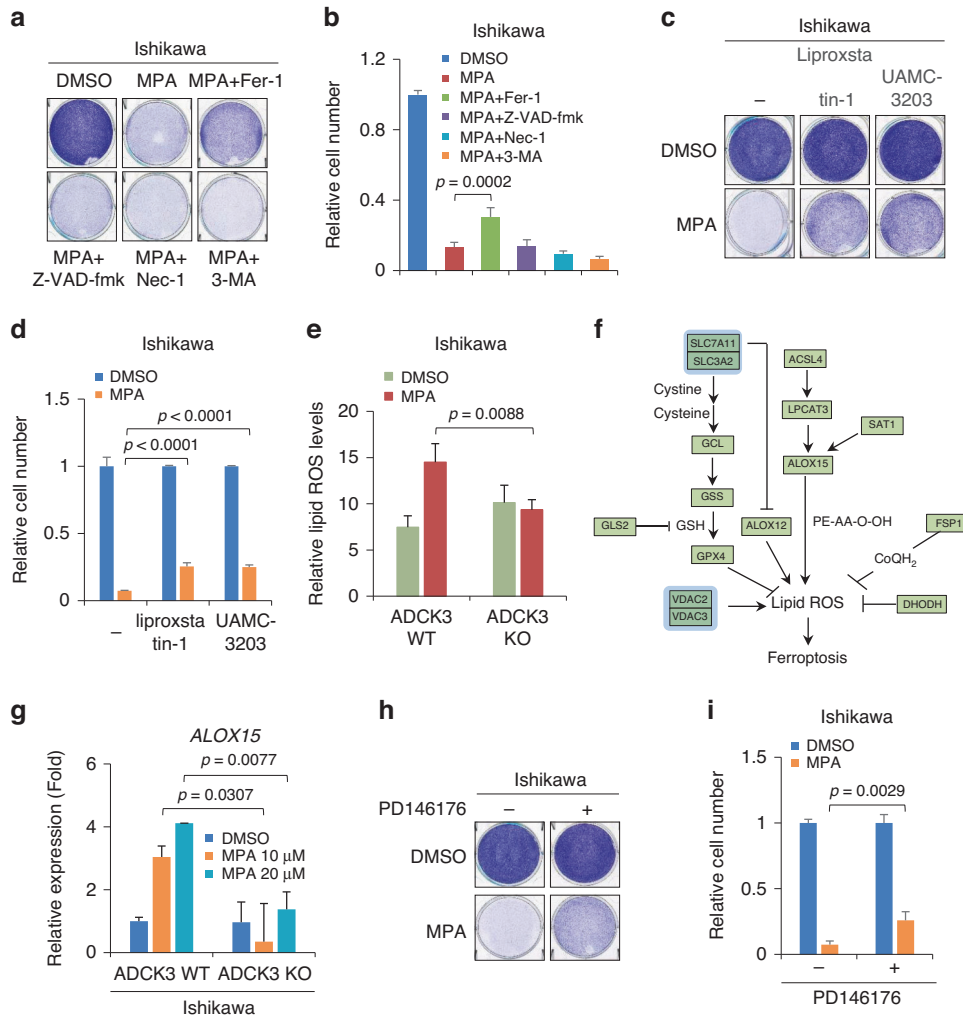 a
Ishikawa
DMSO MPA MPA+Fer-1
MPA+ MPA+ MPA+
Z-VAD-fmk Nec-1 3-MA
b
Ishikawa
Relative cell number
1.2
0.8
0.4
0
DMSO
MPA
MPA+Fer-1
MPA+Z-VAD-fmk
MPA+Nec-1
MPA+3-MA
p = 0.0002
c
Ishikawa
Liproxsta
tin-1
UAMC-
3203
–
DMSO
MPA
d
Ishikawa
DMSO
MPA
Relative cell number
1.5
1
0.5
0
p < 0.0001
p <0.0001
– liproxsta UAMC-
tin-1 3203
e
Ishikawa
DMSO
MPA
Relative lipid ROS levels
20
15
10
5
0
p = 0.0088
ADCK3 ADCK3
WT KO
f
SLC7A11
SLC3A2
Cystine
Cysteine
GCL
GSS
GLS2
GSH
GPX4
ALOX12
ACSL4
LPCAT3
SAT1
ALOX15
PE-AA-O-OH
FSP1
CoQH2
VDAC2
VDAC3
Lipid ROS
DHODH
Ferroptosis
g
ALOX15
Relative expression (Fold)
6
4
2
0
p = 0.0077
p = 0.0307
DMSO
MPA 10 µM
MPA 20 µM
ADCK3 WT ADCK3 KO
Ishikawa
h
Ishikawa
PD146176 – +
DMSO
MPA
i
Ishikawa
DMSO
MPA
Relative cell number
1.5
1
0.5
0
p = 0.0029
– +
PD146176